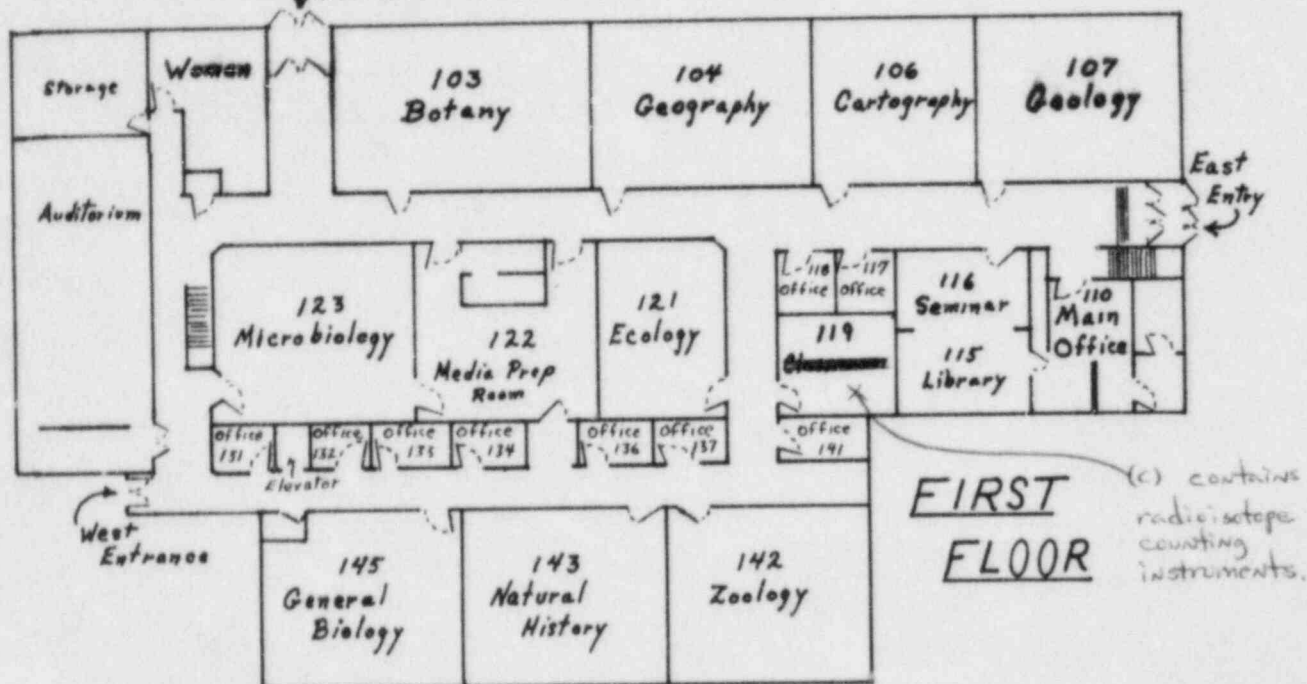 Storage
Women
103
Botany
104
Geography
106
Cartography
107
Geology
East
Entry
Auditorium
123
Microbiology
122
Media Prep
Room
121
Ecology
118
Office
117
Office
119
116
Seminar
115
Library
110
Main
Office
Office
131
Elevator
Office
132
Office
133
Office
134
Office
136
Office
137
Office
141
West
Entrance
145
General
Biology
143
Natural
History
142
Zoology
FIRST
FLOOR
(C) contains
radioisotope
counting
instruments.